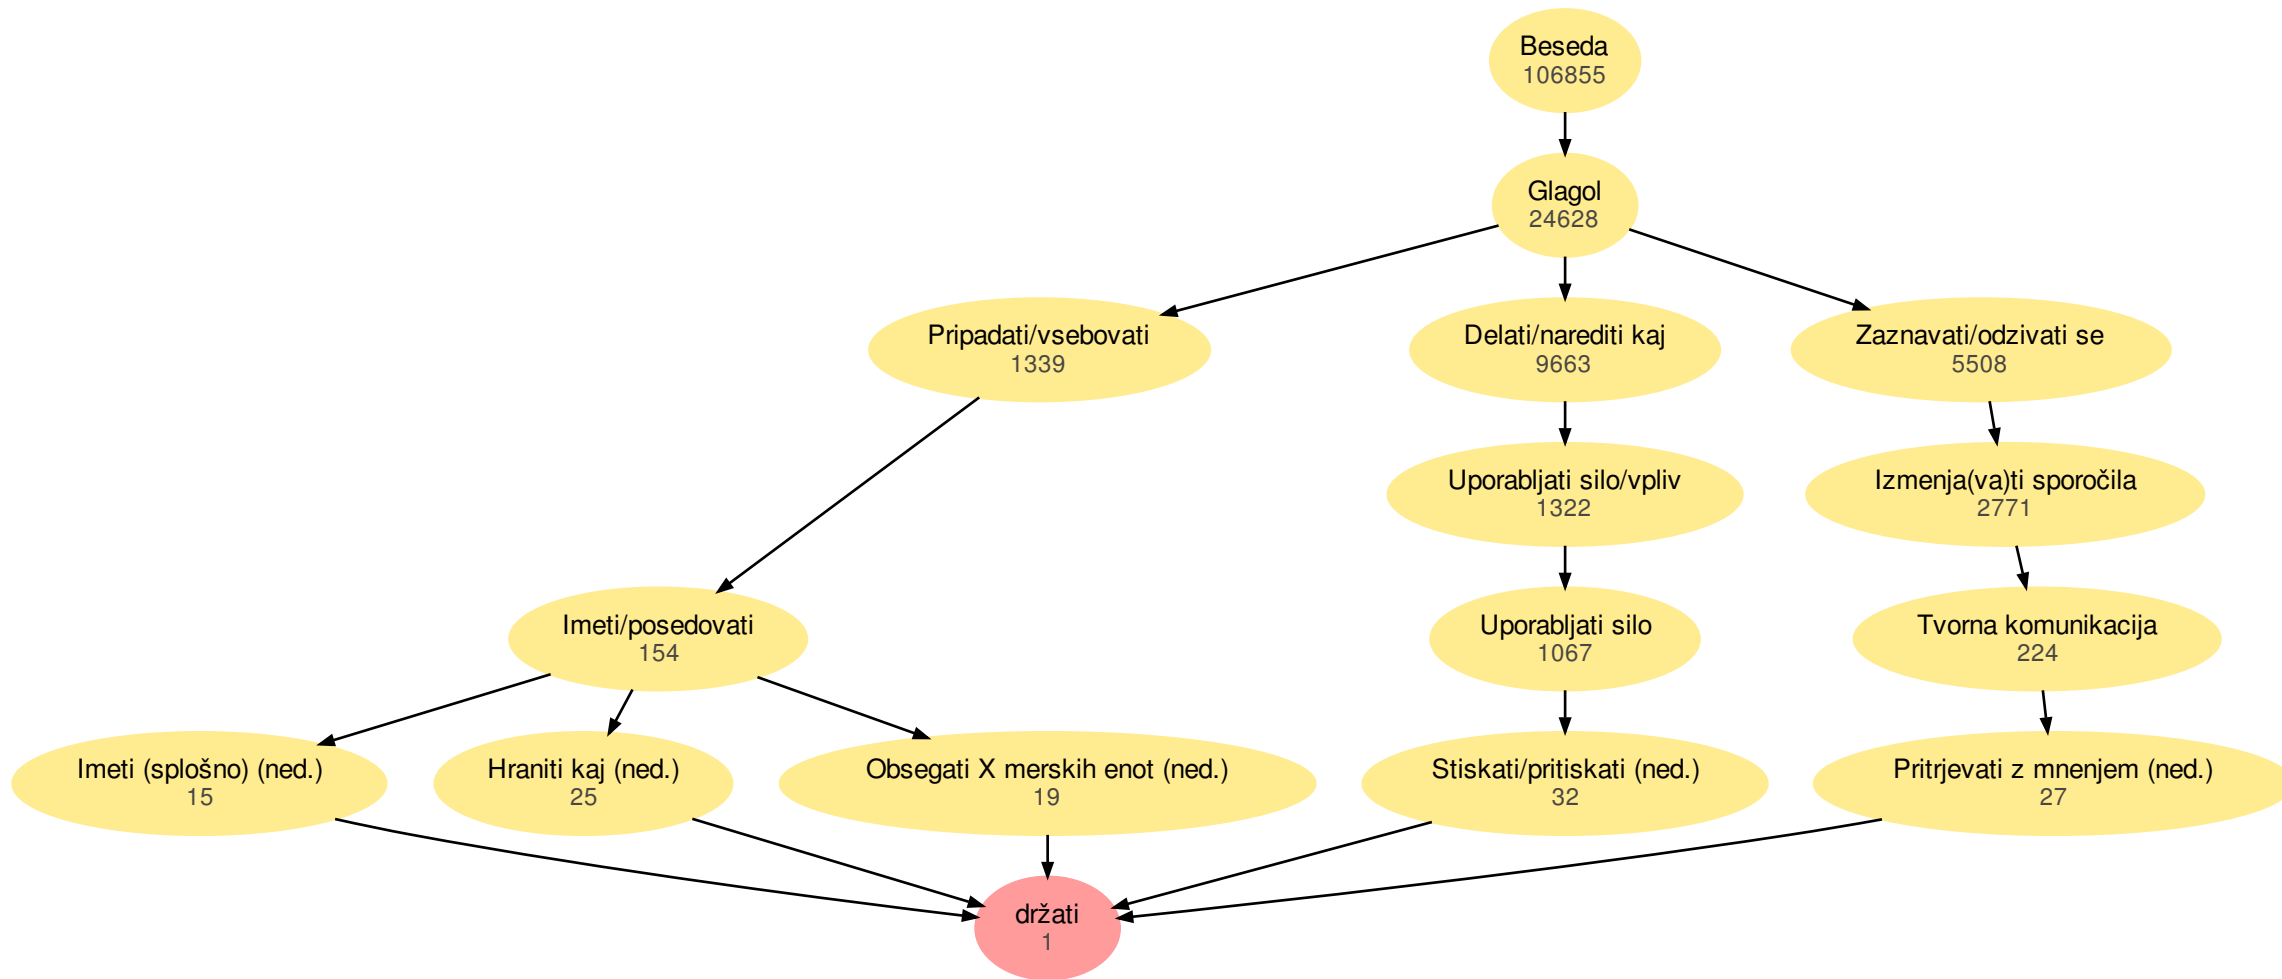 Beseda
106855
Glagol
24628
Pripadati/vsebovati
1339
Delati/narediti kaj
9663
Zaznavati/odzivati se
5508
Uporabljati silo/vpliv
1322
Izmenja(va)ti sporočila
2771
Imeti/posedovati
154
Uporabljati silo
1067
Tvorna komunikacija
224
Imeti (splošno) (ned.)
15
Hraniti kaj (ned.)
25
Obsegati X merskih enot (ned.)
19
Stiskati/pritiskati (ned.)
32
Pritrjevati z mnenjem (ned.)
27
držati
1